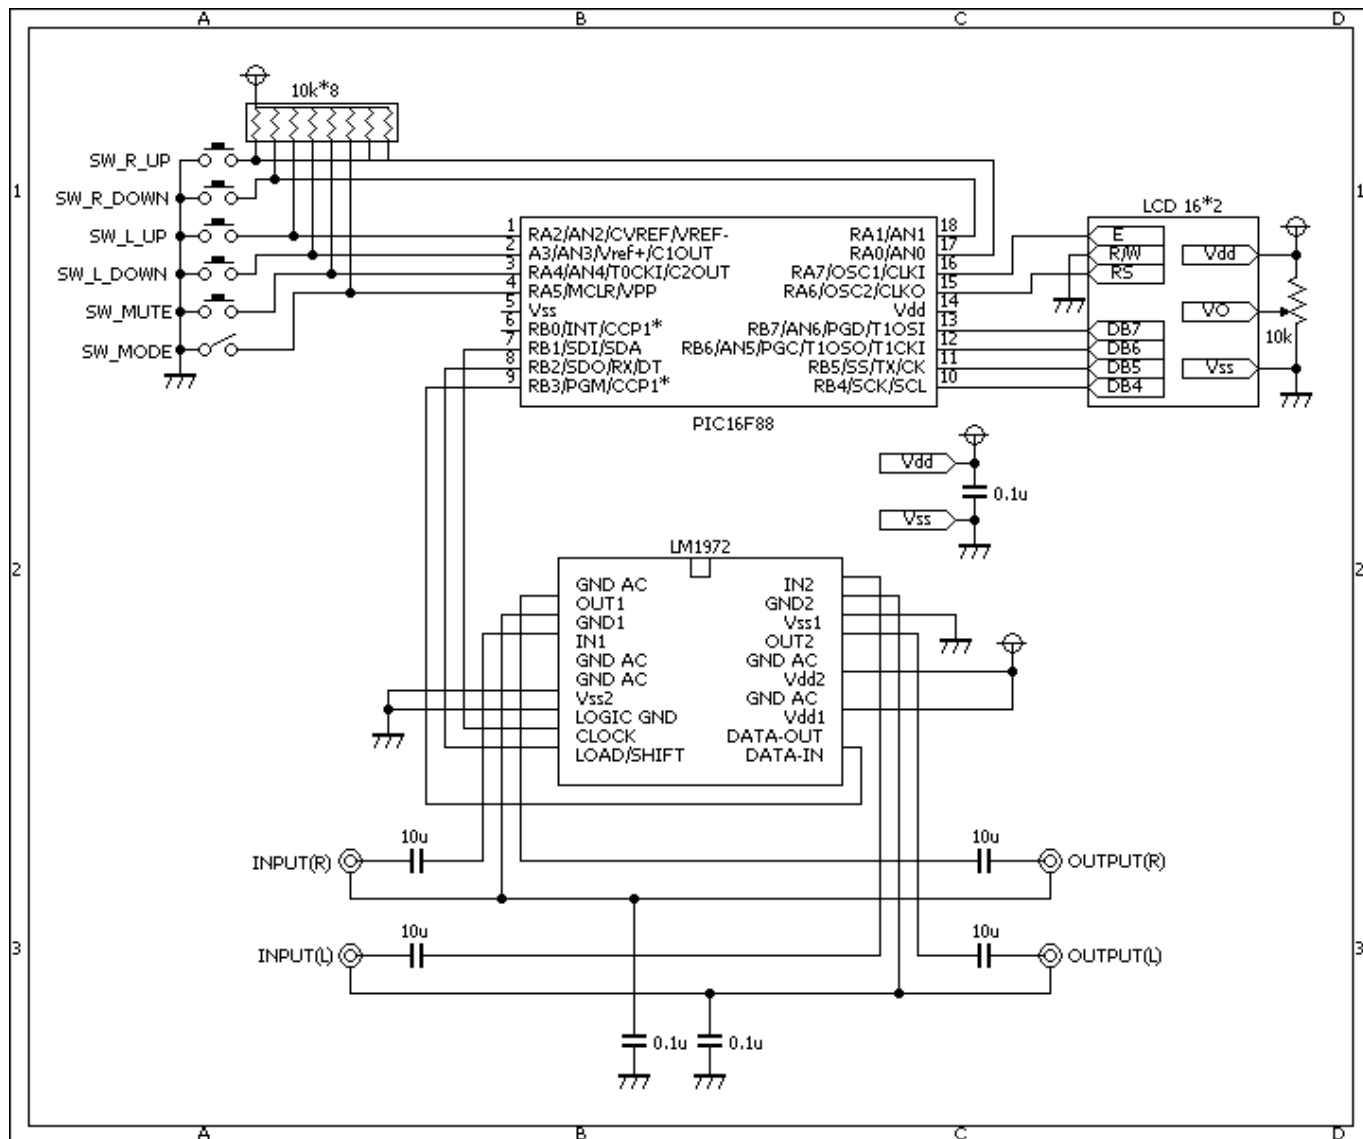 A B C D
10k*8
SW_R_UP
1 1
SW_R_DOWN
LCD 16*2
SW_L_UP
SW_L_DOWN
SW_MUTE
SW_MODE
1 RA2/AN2/CVREF/VREF-
2 A3/AN3/Vref+/C1OUT
3 RA4/AN4/T0CKI/C2OUT
4 RA5/MCLR/VPP
5 Vss
6 RB0/INT/CCP1*
7 RB1/SDI/SDA
8 RB2/SDO/RX/DT
9 RB3/PGM/CCP1*
RA1/AN1 18
RA0/AN0 17
RA7/OSC1/CLKI 16
RA6/OSC2/CLKO 15
Vdd 14
RB7/AN6/PGD/T1OSI 13
RB6/AN5/PGC/T1OSO/T1CKI 12
RB5/SS/TX/CK 11
RB4/SCK/SCL 10
PIC16F88
E
R/W
RS
DB7
DB6
DB5
DB4
Vdd
VO
Vss
10k
Vdd
0.1u
Vss
LM1972
2 2
GND AC
OUT1
GND1
IN1
GND AC
GND AC
Vss2
LOGIC GND
CLOCK
LOAD/SHIFT
IN2
GND2
Vss1
OUT2
GND AC
Vdd2
GND AC
Vdd1
DATA-OUT
DATA-IN
10u 10u
INPUT(R) OUTPUT(R)
10u 10u
3 INPUT(L) OUTPUT(L) 3
0.1u 0.1u
A B C D